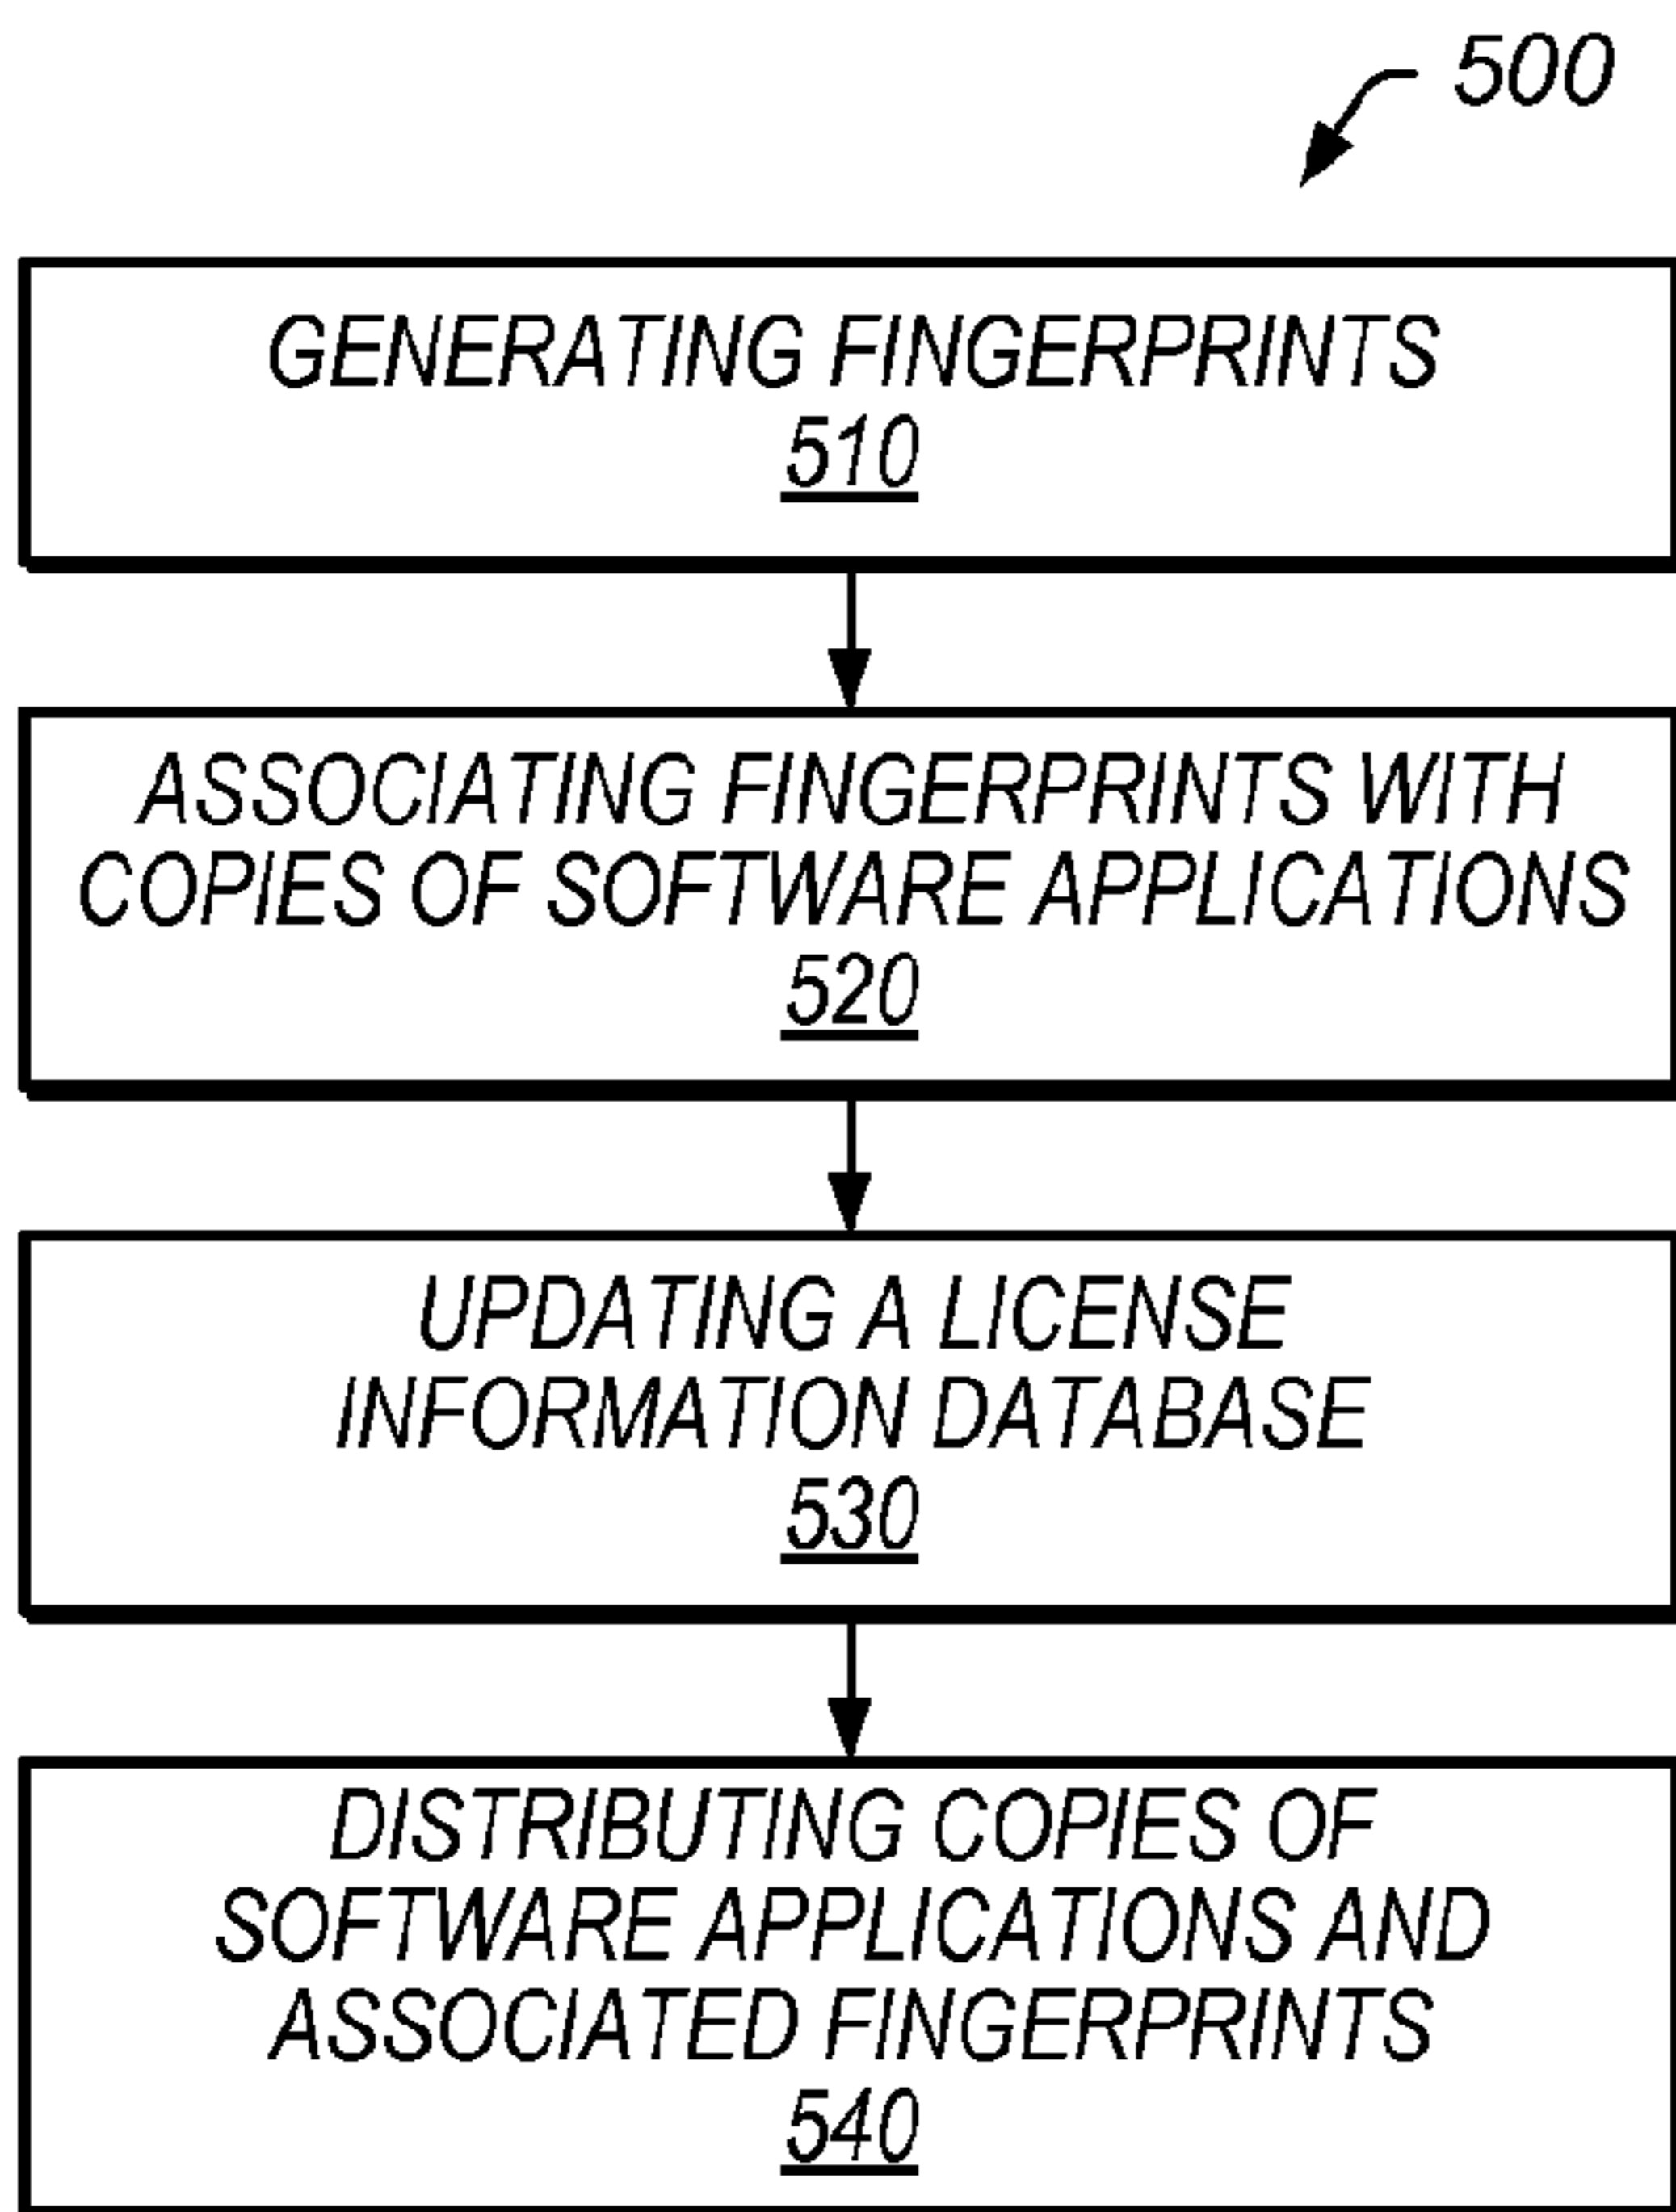 500
GENERATING FINGERPRINTS
510
ASSOCIATING FINGERPRINTS WITH
COPIES OF SOFTWARE APPLICATIONS
520
UPDATING A LICENSE
INFORMATION DATABASE
530
DISTRIBUTING COPIES OF
SOFTWARE APPLICATIONS AND
ASSOCIATED FINGERPRINTS
540